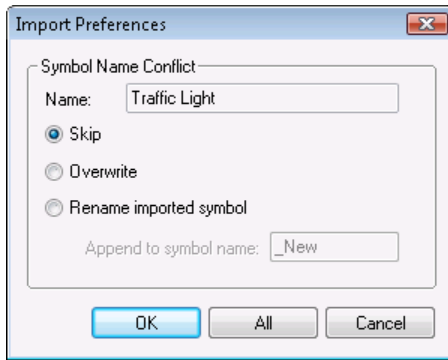 Import Preferences
Symbol Name Conflict
Name: Traffic Light
Skip
Overwrite
Rename imported symbol
Append to symbol name: _New
OK All Cancel